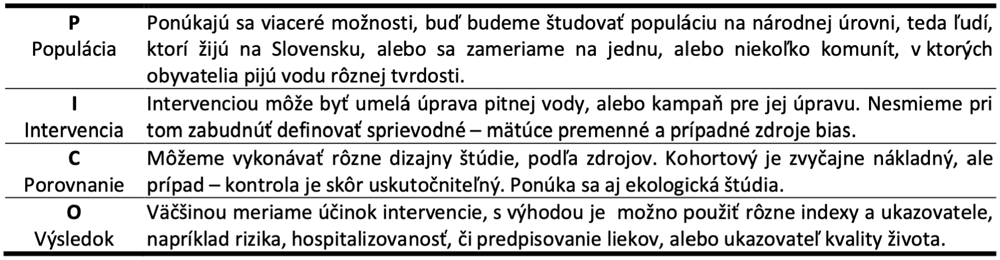 P
Populácia
Ponúkajú sa viaceré možnosti, buď budeme študovať populáciu na národnej úrovni, teda ľudí,
ktorí žijú na Slovensku, alebo sa zameriame na jednu, alebo niekoľko komunít, v ktorých
obyvatelia pijú vodu rôznej tvrdosti.
I
Intervencia
Intervenciou môže byť umelá úprava pitnej vody, alebo kampaň pre jej úpravu. Nesmieme pri
tom zabudnúť definovať sprievodné – mätúce premenné a prípadné zdroje bias.
C
Porovnanie
Môžeme vykonávať rôzne dizajny štúdie, podľa zdrojov. Kohortový je zvyčajne nákladný, ale
prípad – kontrola je skôr uskutočniteľný. Ponúka sa aj ekologická štúdia.
O
Výsledok
Väčšinou meriame účinok intervencie, s výhodou je  možno použiť rôzne indexy a ukazovatele,
napríklad rizika, hospitalizovanosť, či predpisovanie liekov, alebo ukazovateľ kvality života.